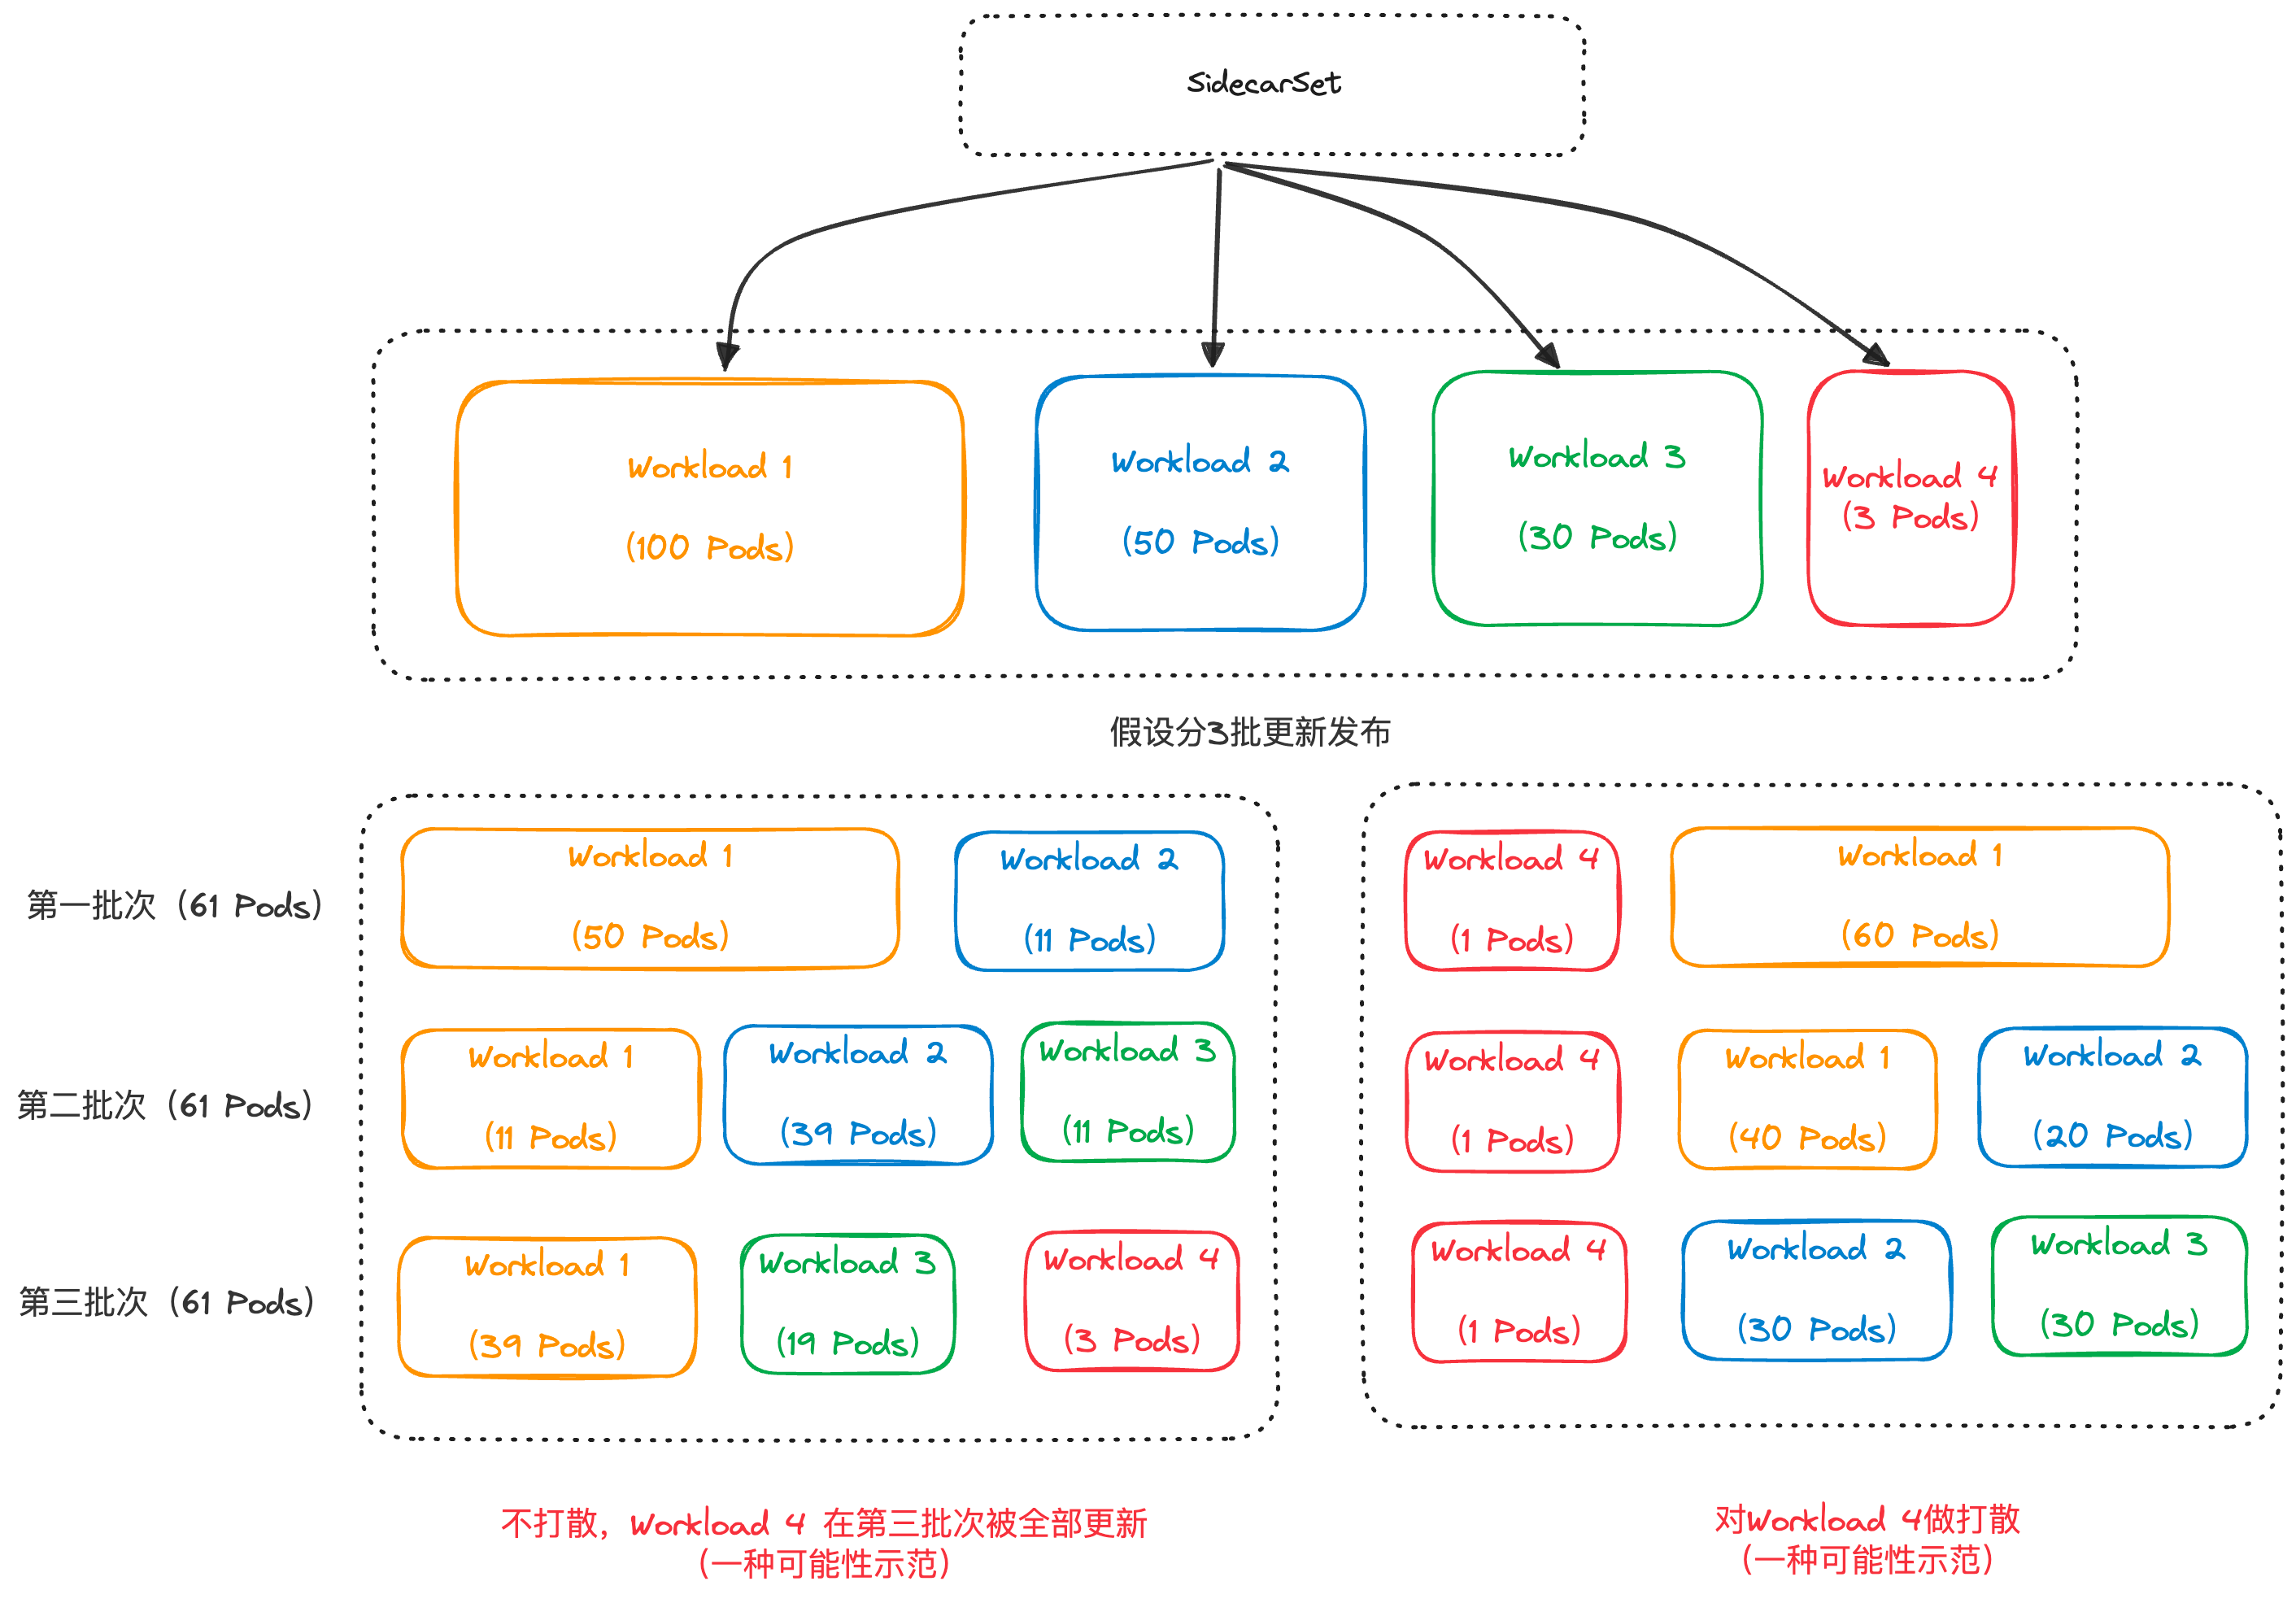 SidecarSet
Workload 1
(100 Pods)
Workload 2
(50 Pods)
Workload 3
(30 Pods)
Workload 4
(3 Pods)
假设分3批更新发布
第一批次（61 Pods）
Workload 1
(50 Pods)
Workload 2
(11 Pods)
Workload 4
(1 Pods)
Workload 1
(60 Pods)
第二批次（61 Pods）
Workload 1
(11 Pods)
Workload 2
(39 Pods)
Workload 3
(11 Pods)
Workload 4
(1 Pods)
Workload 1
(40 Pods)
Workload 2
(20 Pods)
第三批次（61 Pods）
Workload 1
(39 Pods)
Workload 3
(19 Pods)
Workload 4
(3 Pods)
Workload 4
(1 Pods)
Workload 2
(30 Pods)
Workload 3
(30 Pods)
不打散，Workload 4 在第三批次被全部更新
（一种可能性示范）
对Workload 4做打散
（一种可能性示范）